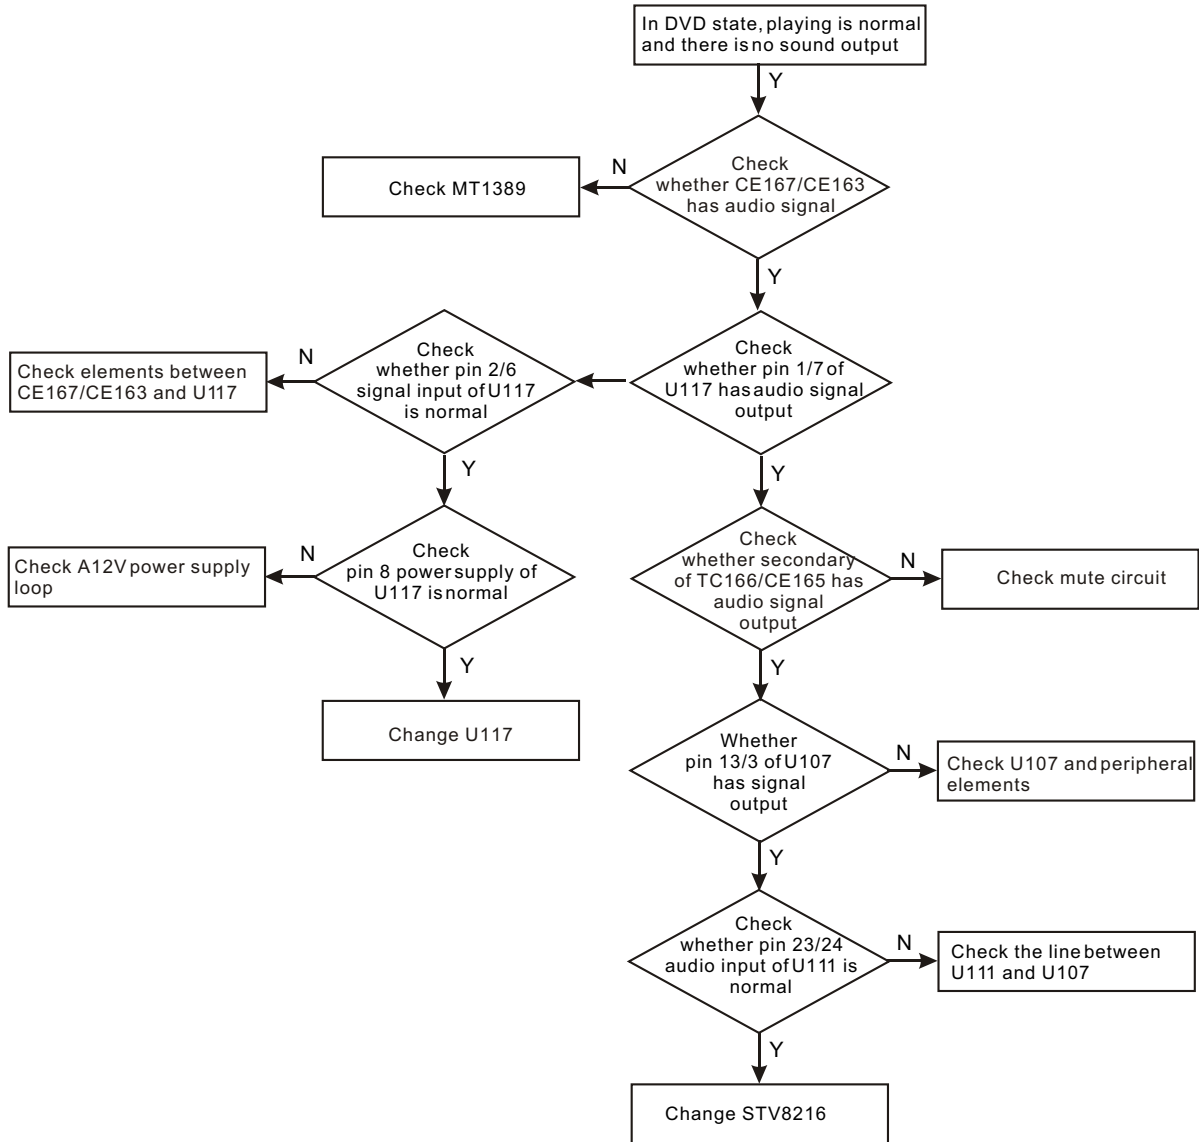 In DVD state, playing is normal
and there is no sound output
Y
Check
whether CE167/CE163
has audio signal
N
Check MT1389
Y
Check
whether pin 1/7 of
U117 has audio signal
output
Check
whether pin 2/6
signal input of U117
is normal
N
Check elements between
CE167/CE163 and U117
Y
Y
Check
pin 8 power supply of
U117 is normal
N
Check A12V power supply
loop
Check
whether secondary
of TC166/CE165 has
audio signal
output
N
Check mute circuit
Y
Y
Change U117
Whether
pin 13/3 of U107
has signal
output
N
Check U107 and peripheral
elements
Y
Check
whether pin 23/24
audio input of U111 is
normal
N
Check the line between
U111 and U107
Y
Change STV8216